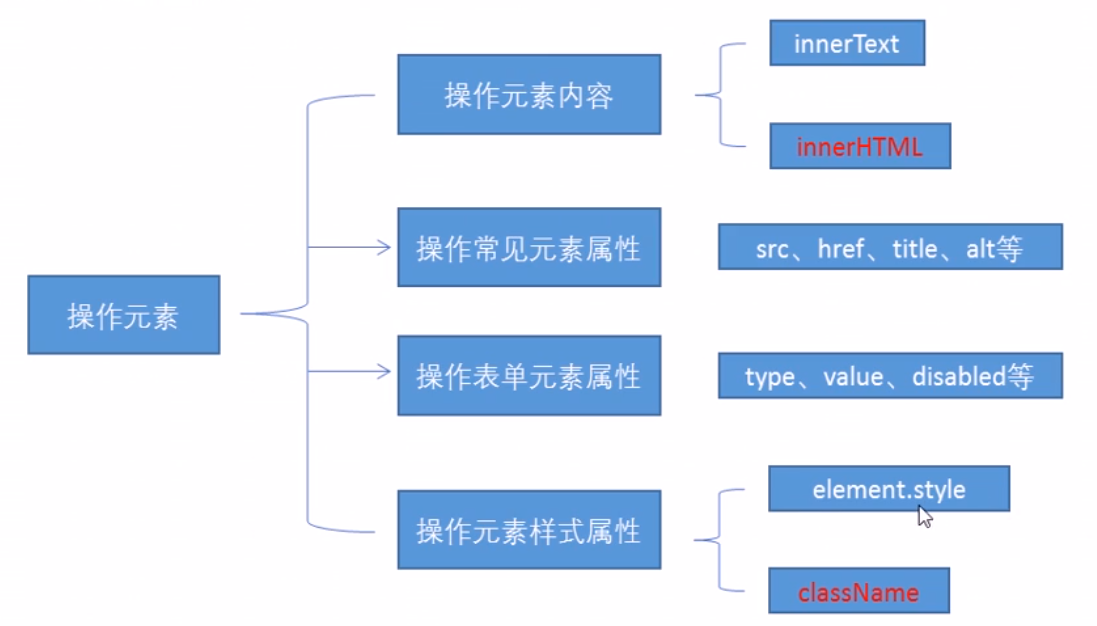 操作元素
操作元素内容
innerText
innerHTML
操作常见元素属性
src、href、title、alt等
操作表单元素属性
type、value、disabled等
操作元素样式属性
element.style
className